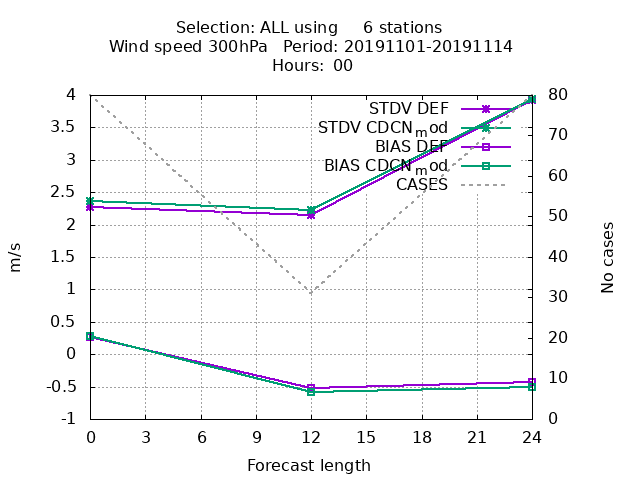 Selection: ALL using     6 stations
Wind speed 300hPa   Period: 20191101-20191114
Hours:  00
STDV DEF
STDV CDCN_mod
BIAS DEF
BIAS CDCN_mod
CASES
4
3.5
3
2.5
2
1.5
1
0.5
0
-0.5
-1
m/s
80
70
60
50
40
30
20
10
0
No cases
0 3 6 9 12 15 18 21 24
Forecast length